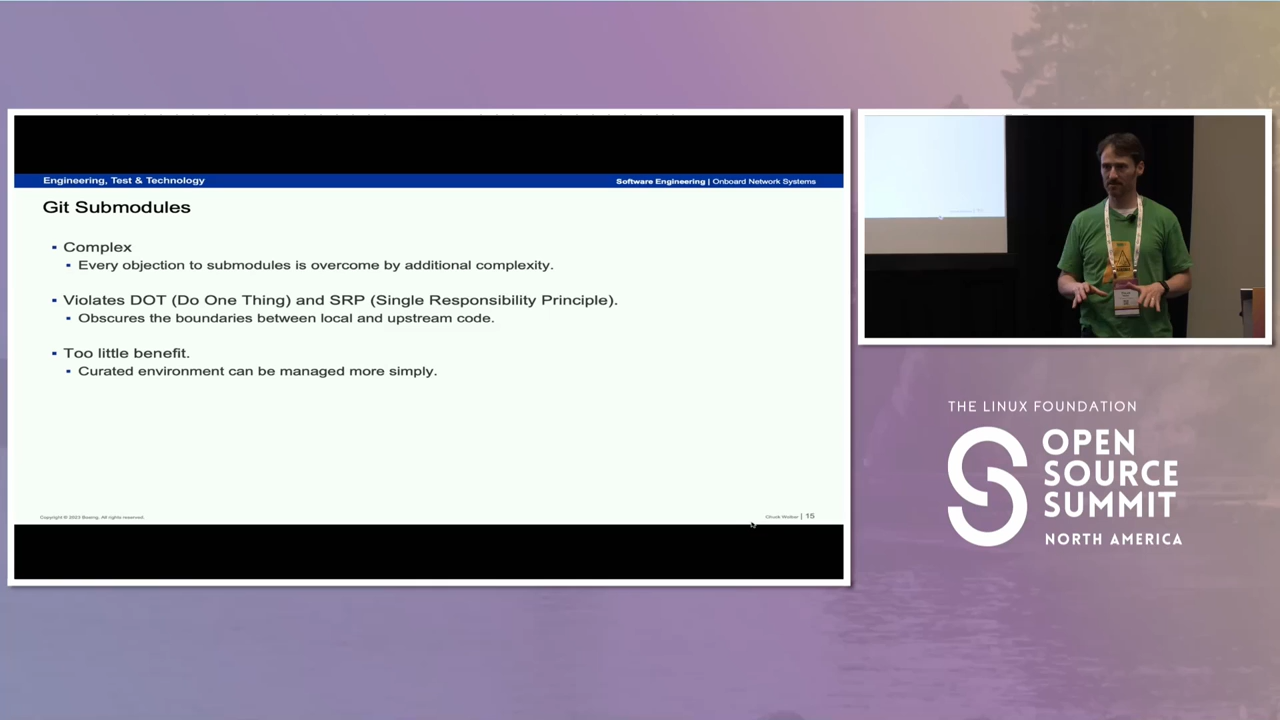 Engineering, Test & Technology
Software Engineering | Onboard Network Systems
Git Submodules
Complex
Every objection to submodules is overcome by additional complexity.
Violates DOT (Do One Thing) and SRP (Single Responsibility Principle).
Obscures the boundaries between local and upstream code.
Too little benefit.
Curated environment can be managed more simply.
Copyright © 2023 Boeing. All rights reserved.
Chuck Wolber | 15
THE LINUX FOUNDATION
OPEN
SOURCE
SUMMIT
NORTH AMERICA